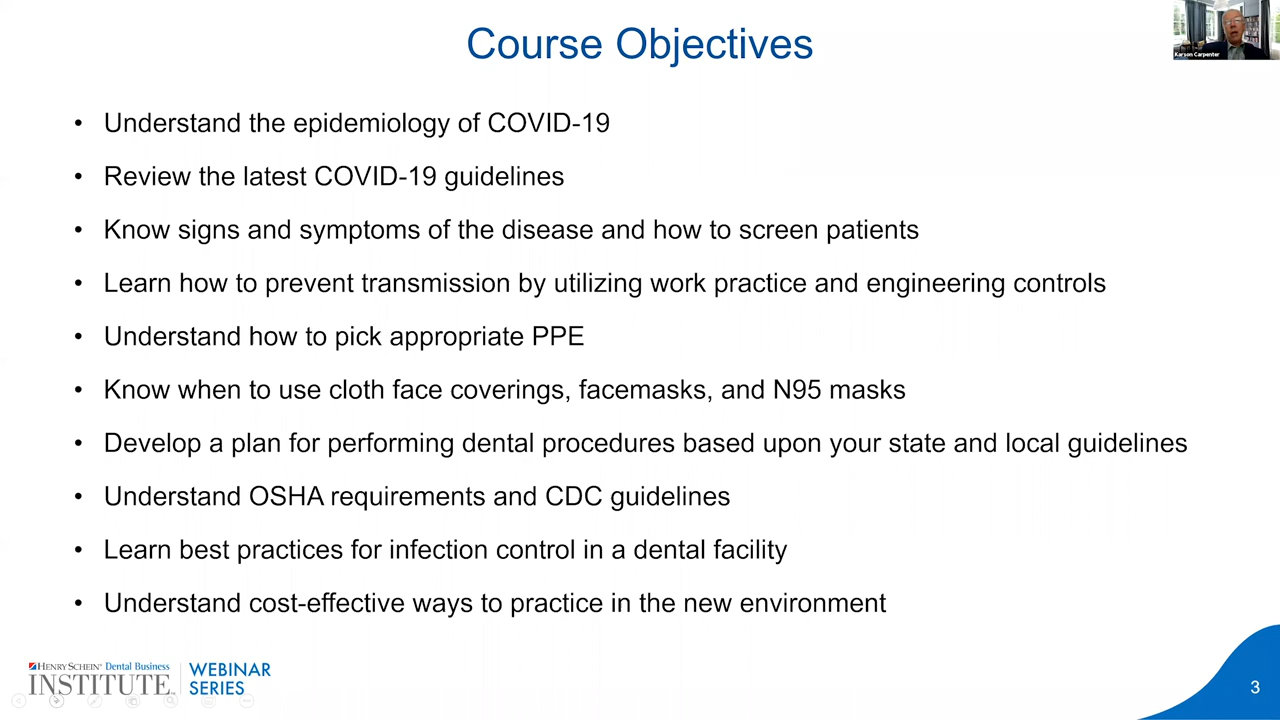 Course Objectives
Karson Carpenter
• Understand the epidemiology of COVID-19
• Review the latest COVID-19 guidelines
• Know signs and symptoms of the disease and how to screen patients
• Learn how to prevent transmission by utilizing work practice and engineering controls
• Understand how to pick appropriate PPE
• Know when to use cloth face coverings, facemasks, and N95 masks
• Develop a plan for performing dental procedures based upon your state and local guidelines
• Understand OSHA requirements and CDC guidelines
• Learn best practices for infection control in a dental facility
• Understand cost-effective ways to practice in the new environment
HENRY SCHEIN® Dental Business
INSTITUTE™
WEBINAR
SERIES
3